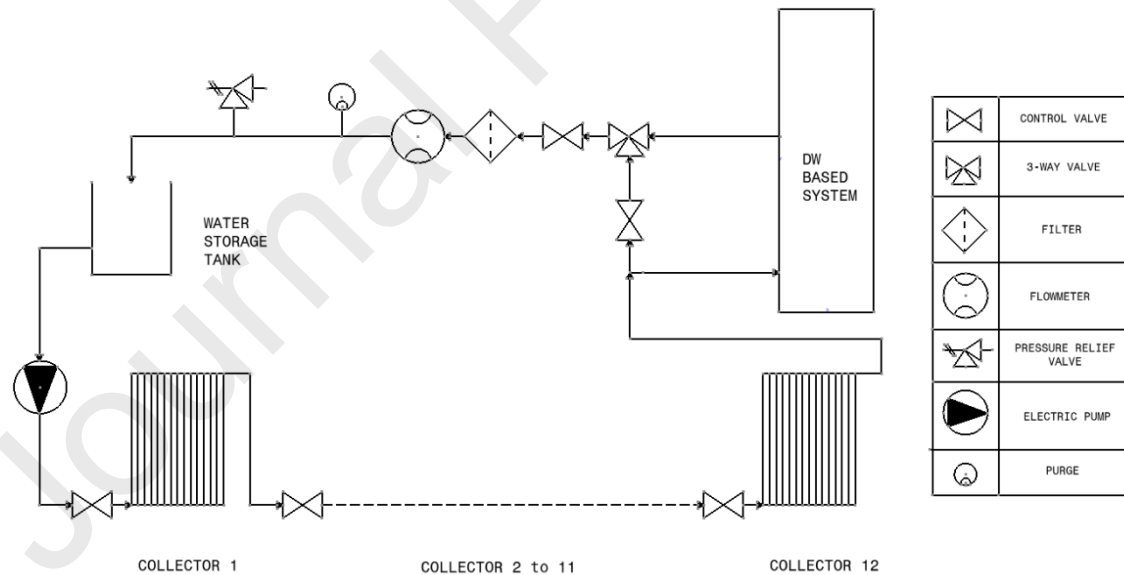 Journal P
DW
BASED
SYSTEM
WATER
STORAGE
TANK
COLLECTOR 1
COLLECTOR 2 to 11
COLLECTOR 12
CONTROL VALVE
3-WAY VALVE
FILTER
FLOWMETER
PRESSURE RELIEF
VALVE
ELECTRIC PUMP
PURGE